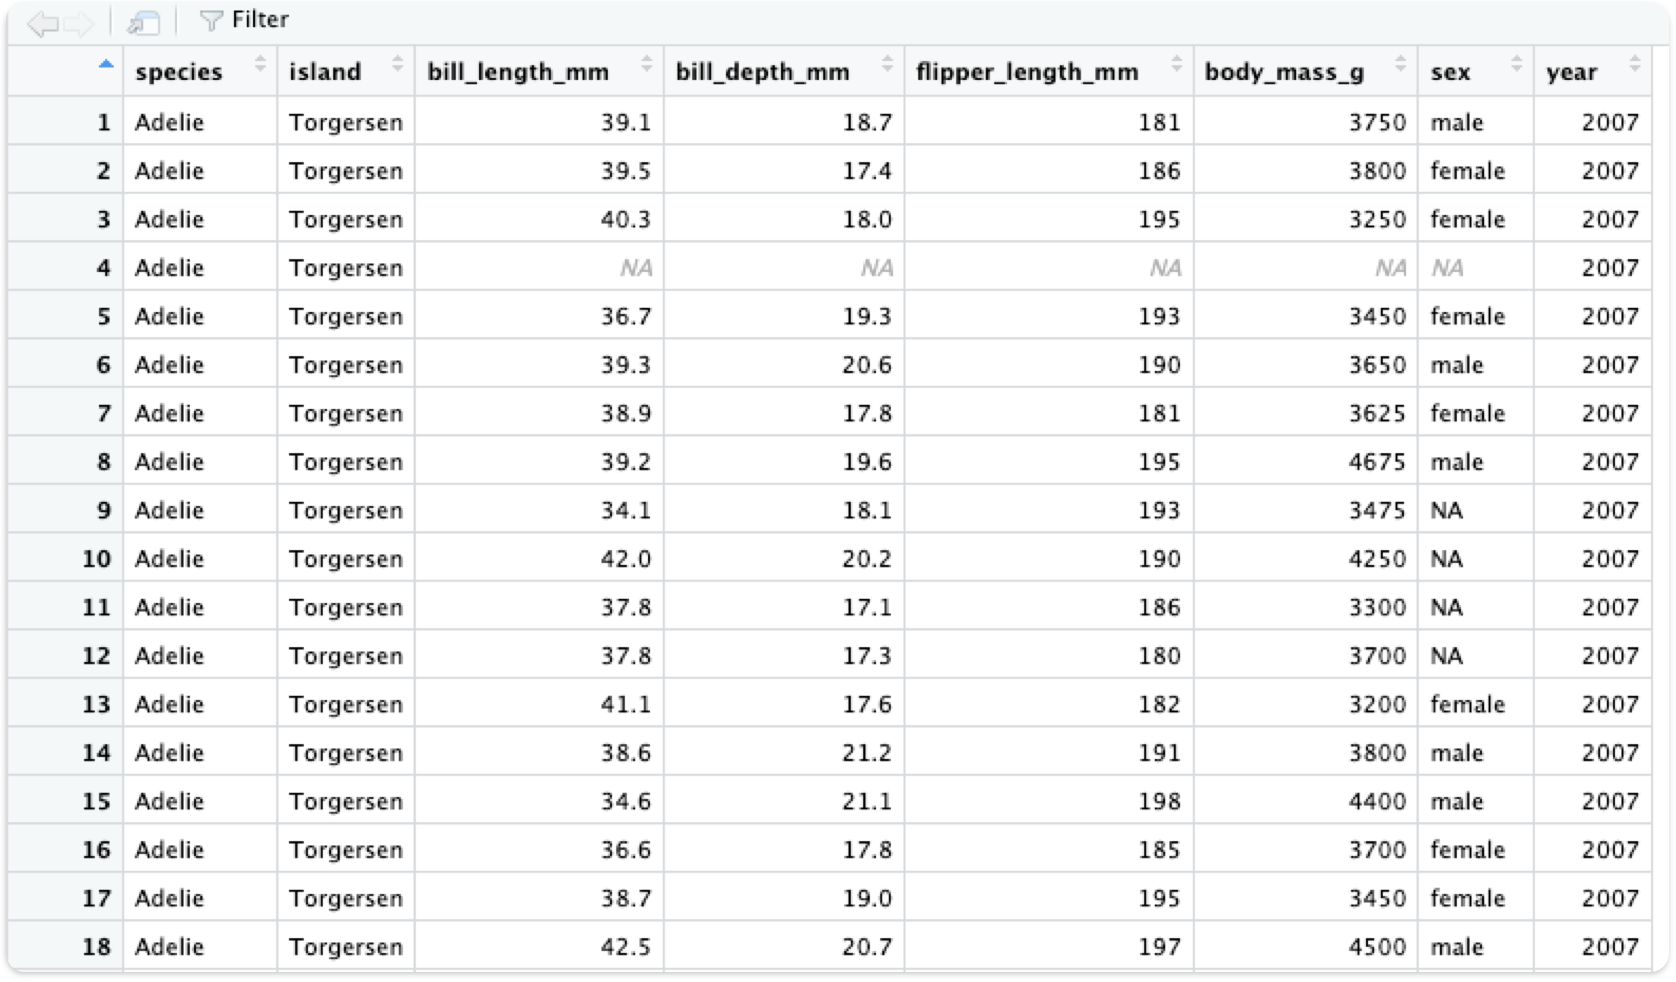 Filter
species island bill_length_mm bill_depth_mm flipper_length_mm body_mass_g sex year
1 Adelie Torgersen 39.1 18.7 181 3750 male 2007
2 Adelie Torgersen 39.5 17.4 186 3800 female 2007
3 Adelie Torgersen 40.3 18.0 195 3250 female 2007
4 Adelie Torgersen NA NA NA NA NA 2007
5 Adelie Torgersen 36.7 19.3 193 3450 female 2007
6 Adelie Torgersen 39.3 20.6 190 3650 male 2007
7 Adelie Torgersen 38.9 17.8 181 3625 female 2007
8 Adelie Torgersen 39.2 19.6 195 4675 male 2007
9 Adelie Torgersen 34.1 18.1 193 3475 NA 2007
10 Adelie Torgersen 42.0 20.2 190 4250 NA 2007
11 Adelie Torgersen 37.8 17.1 186 3300 NA 2007
12 Adelie Torgersen 37.8 17.3 180 3700 NA 2007
13 Adelie Torgersen 41.1 17.6 182 3200 female 2007
14 Adelie Torgersen 38.6 21.2 191 3800 male 2007
15 Adelie Torgersen 34.6 21.1 198 4400 male 2007
16 Adelie Torgersen 36.6 17.8 185 3700 female 2007
17 Adelie Torgersen 38.7 19.0 195 3450 female 2007
18 Adelie Torgersen 42.5 20.7 197 4500 male 2007